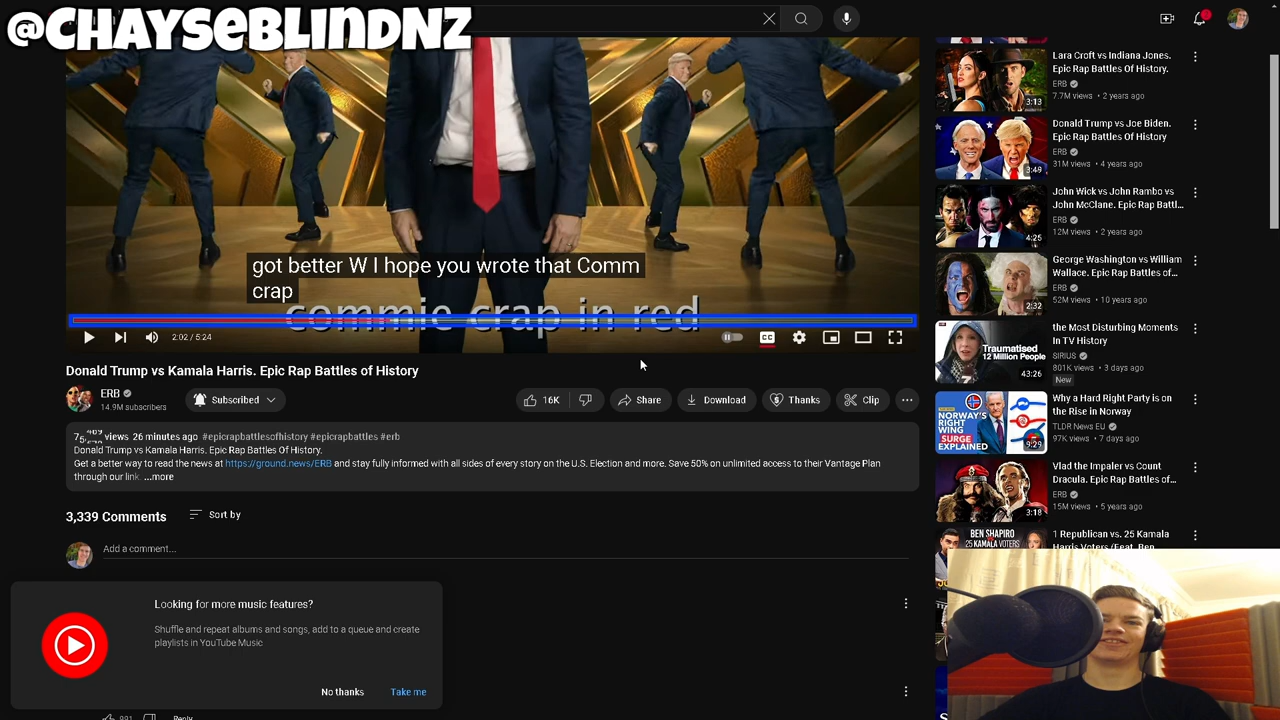 @CHAYSEBLINDNZ
got better W I hope you wrote that Comm
crap
commie crap in red
2:02 / 5:24
Donald Trump vs Kamala Harris. Epic Rap Battles of History
ERB
14.9M subscribers
Subscribed
16K
Share
Download
Thanks
Clip
views 26 minutes ago #epicrapbattlesofhistory #epicrapbattles #erb
Donald Trump vs Kamala Harris. Epic Rap Battles Of History.
Get a better way to read the news at https://ground.news/ERB and stay fully informed with all sides of every story on the U.S. Election and more. Save 50% on unlimited access to their Vantage Plan
through our link. ...more
3,339 Comments
Sort by
Add a comment...
Looking for more music features?
Shuffle and repeat albums and songs, add to a queue and create
playlists in YouTube Music
No thanks
Take me
991
Reply
Lara Croft vs Indiana Jones.
Epic Rap Battles Of History.
ERB
7.7M views • 2 years ago
3:13
Donald Trump vs Joe Biden.
Epic Rap Battles Of History
ERB
31M views • 4 years ago
3:49
John Wick vs John Rambo vs
John McClane. Epic Rap Battl...
ERB
12M views • 2 years ago
4:25
George Washington vs William
Wallace. Epic Rap Battles of...
ERB
52M views • 10 years ago
2:32
Traumatised
12 Million People
43:26
the Most Disturbing Moments
In TV History
SIRIUS
801K views • 3 days ago
New
NORWAY'S
RIGHT
WING
SURGE
EXPLAINED
9:29
Why a Hard Right Party is on
the Rise in Norway
TLDR News EU
97K views • 7 days ago
Vlad the Impaler vs Count
Dracula. Epic Rap Battles of...
ERB
15M views • 5 years ago
3:18
BEN SHAPIRO
25 KAMALA
VOTERS
1 Republican vs. 25 Kamala
Harris Voters (Feat. Ben